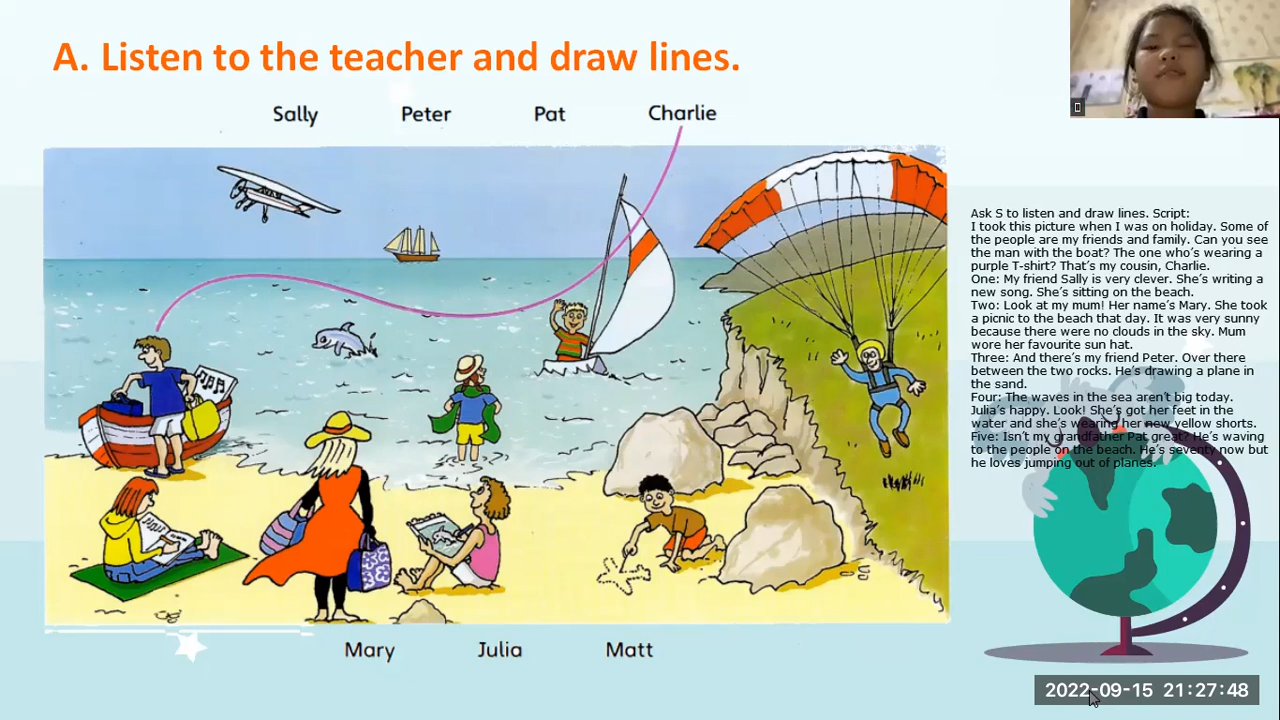 A. Listen to the teacher and draw lines.
Sally Peter Pat Charlie
Ask S to listen and draw lines. Script:
I took this picture when I was on holiday. Some of
the people are my friends and family. Can you see
the man with the boat? The one who's wearing a
purple T-shirt? That's my cousin, Charlie.
One: My friend Sally is very clever. She's writing a
new song. She's sitting on the beach.
Two: Look at my mum! Her name's Mary. She took
a picnic to the beach that day. It was very sunny
because there were no clouds in the sky. Mum
wore her favourite sun hat.
Three: And there's my friend Peter. Over there
between the two rocks. He's drawing a plane in
the sand.
Four: The waves in the sea aren't big today.
Julia's happy. Look! She's got her feet in the
water and she's wearing her new yellow shorts.
Five: Isn't my grandfather Pat great? He's waving
to the people on the beach. He's seventy now but
he loves jumping out of planes.
Mary Julia Matt
2022-09-15 21:27:48